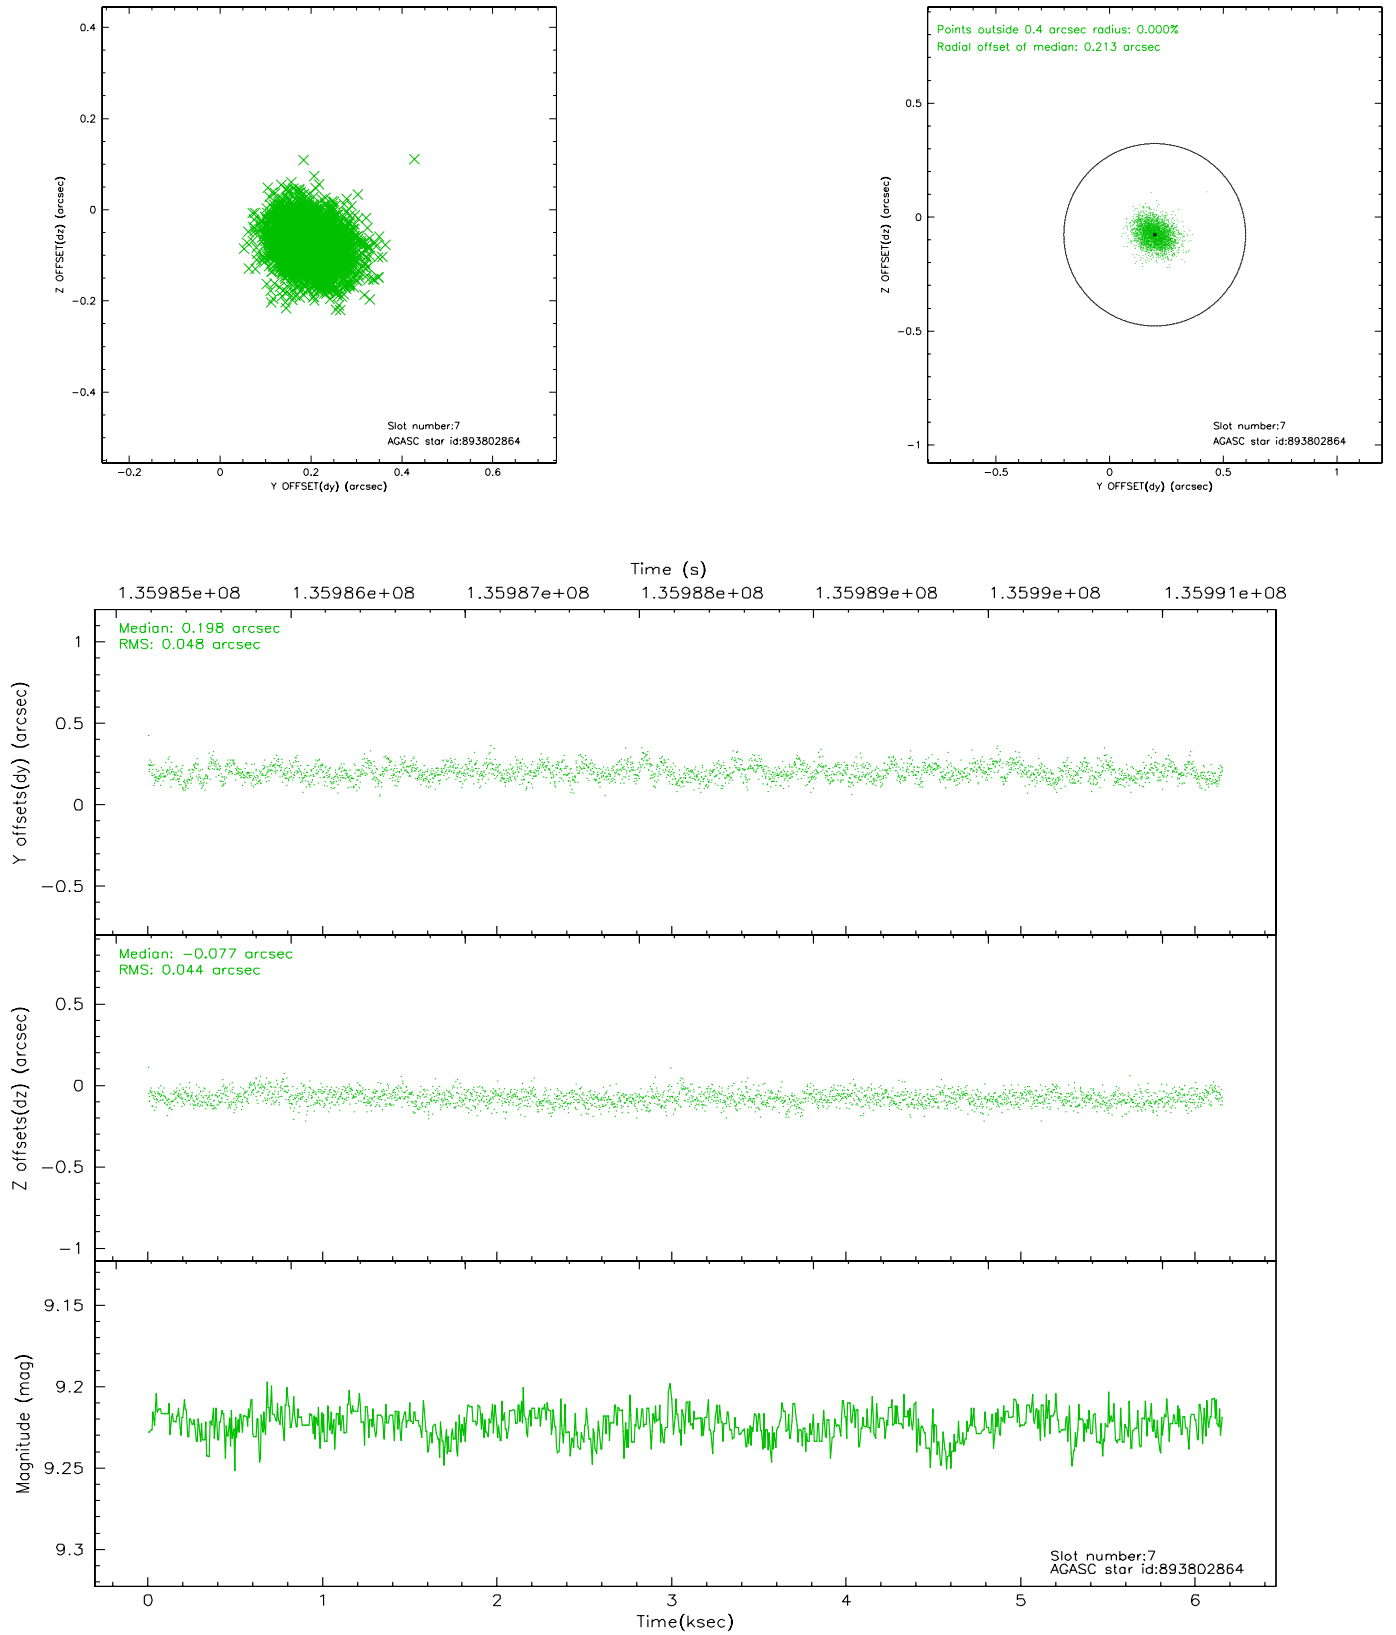 0.4
0.2
0
−0.2
−0.4
Z OFFSET(dz) (arcsec)
Slot number:7
AGASC star id:893802864
−0.2
0
0.2
0.4
0.6
Y OFFSET(dy) (arcsec)
Points outside 0.4 arcsec radius: 0.000%
Radial offset of median: 0.213 arcsec
0.5
0
−0.5
−1
Z OFFSET(dz) (arcsec)
Slot number:7
AGASC star id:893802864
−0.5
0
0.5
1
Y OFFSET(dy) (arcsec)
Time (s)
1.35985e+08
1.35986e+08
1.35987e+08
1.35988e+08
1.35989e+08
1.3599e+08
1.35991e+08
Median: 0.198 arcsec
RMS: 0.048 arcsec
1
0.5
0
−0.5
Y offsets(dy) (arcsec)
Median: −0.077 arcsec
RMS: 0.044 arcsec
0.5
0
−0.5
−1
Z offsets(dz) (arcsec)
9.15
9.2
9.25
9.3
Magnitude (mag)
Slot number:7
AGASC star id:893802864
0
1
2
3
4
5
6
Time(ksec)